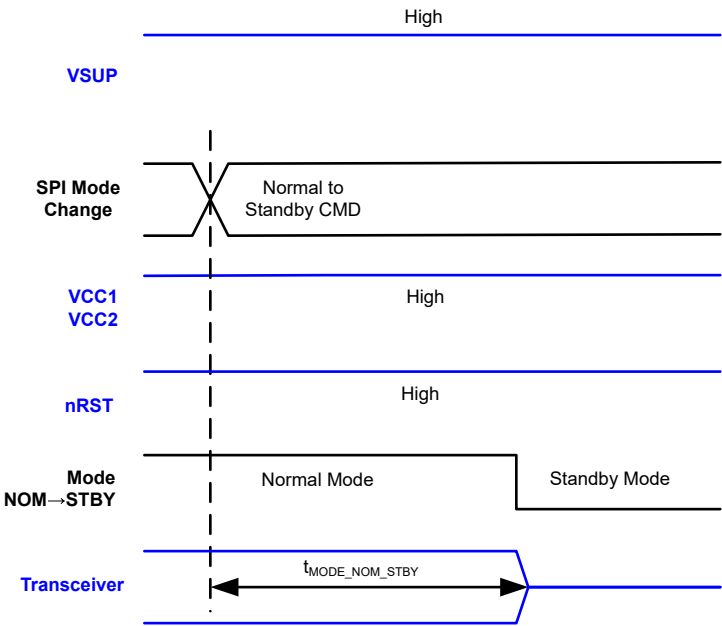 High
VSUP
SPI Mode
Change
Normal to
Standby CMD
VCC1
VCC2
High
nRST
High
Mode
NOM→STBY
Normal Mode
Standby Mode
Transceiver
tMODE_NOM_STBY